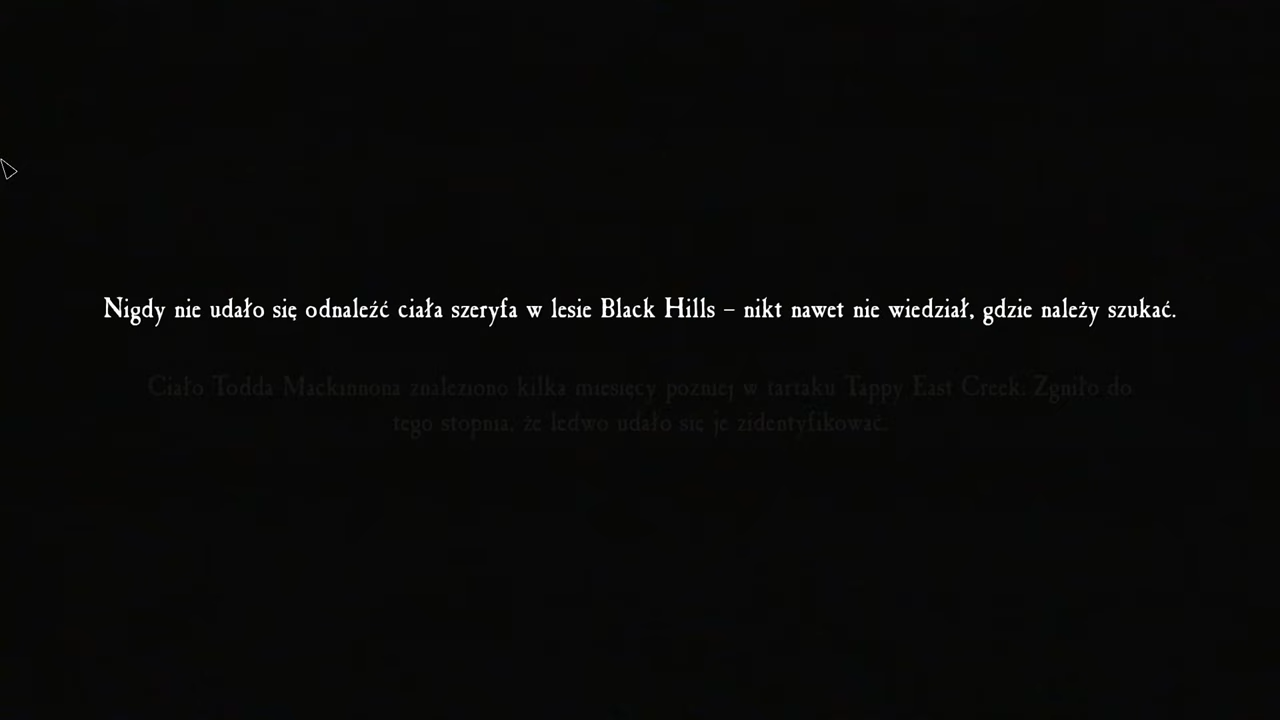 Nigdy nie udało się odnaleźć ciała szeryfa w lesie Black Hills – nikt nawet nie wiedział, gdzie należy szukać.
Ciało Todda Mackinnona znaleziono kilka miesięcy później w tartaku Tappy East Creek. Zgniło do
tego stopnia, że ledwo udało się je zidentyfikować.